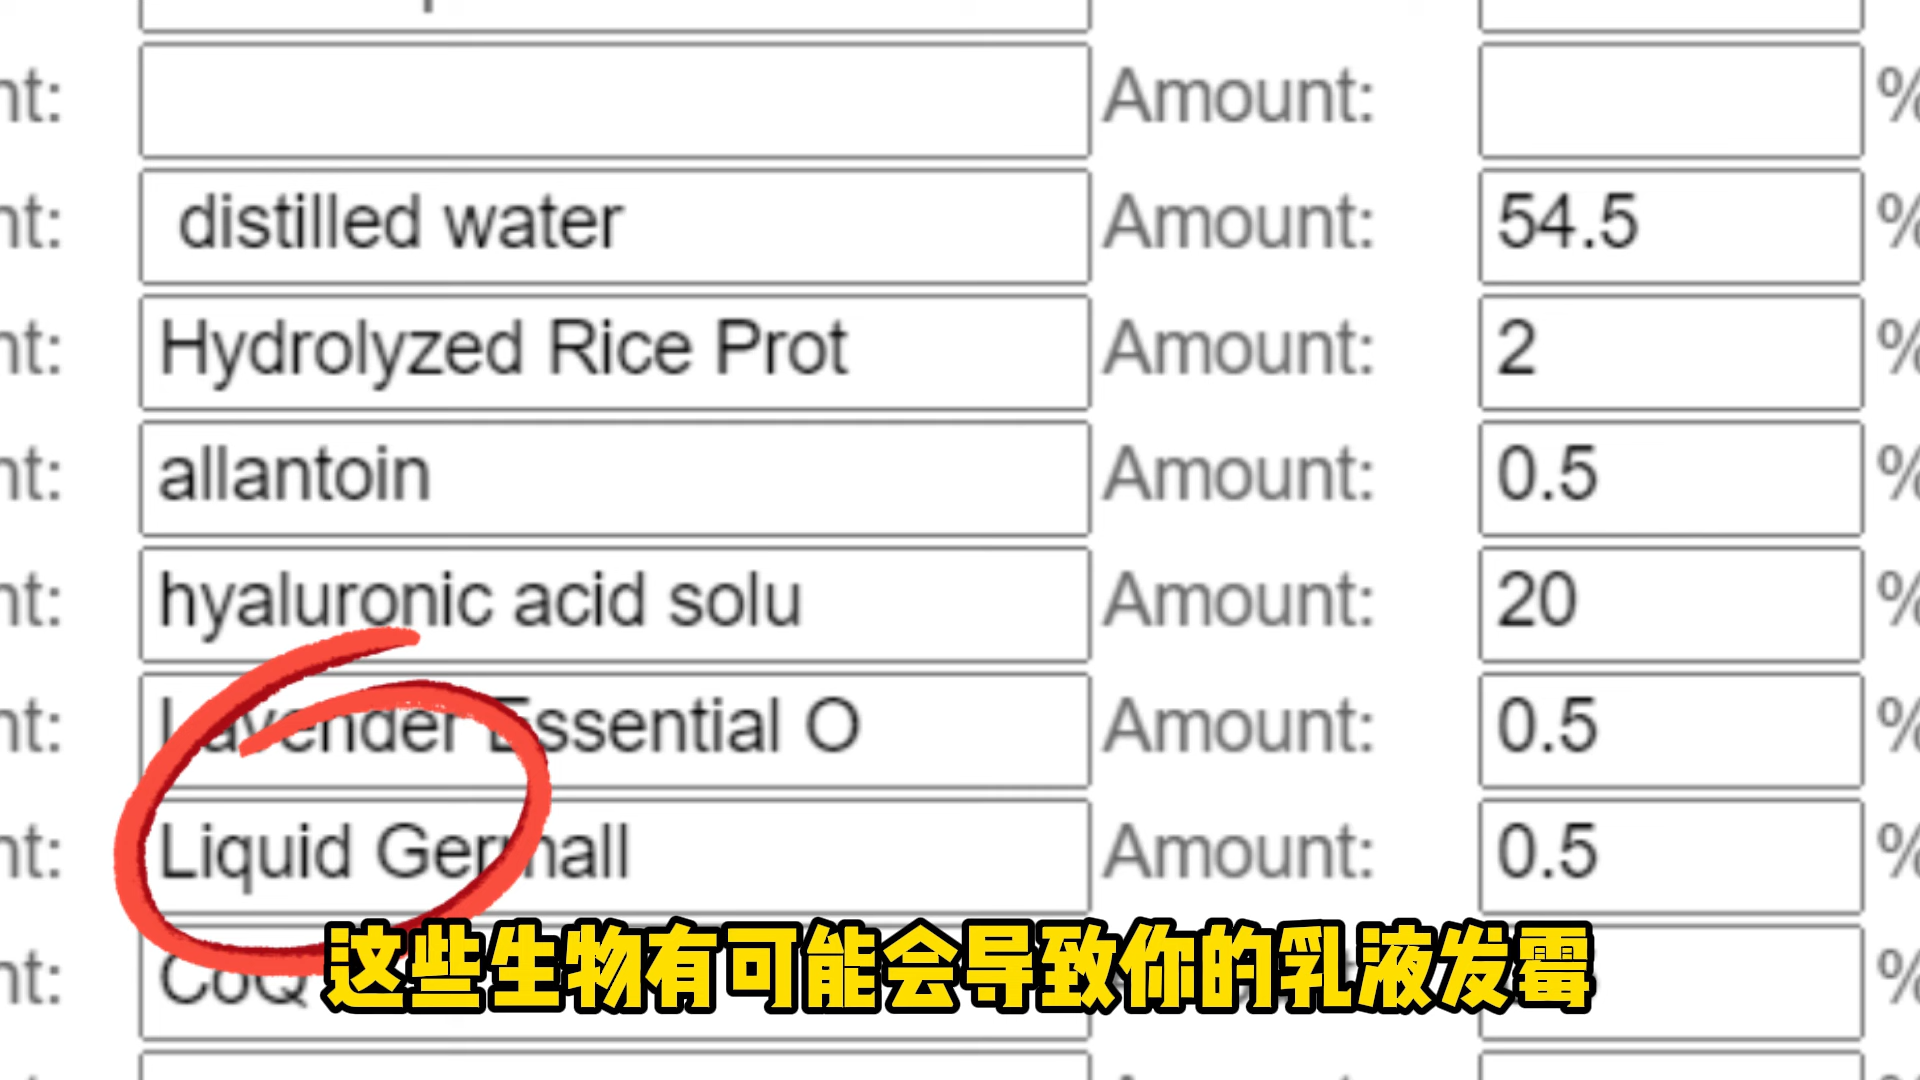 nt: Amount: %
nt: distilled water Amount: 54.5 %
nt: Hydrolyzed Rice Prot Amount: 2 %
nt: allantoin Amount: 0.5 %
nt: hyaluronic acid solu Amount: 20 %
nt: Lavender Essential O Amount: 0.5 %
nt: Liquid Germall Amount: 0.5 %
nt: CoQ %
这些生物有可能会导致你的乳液发霉